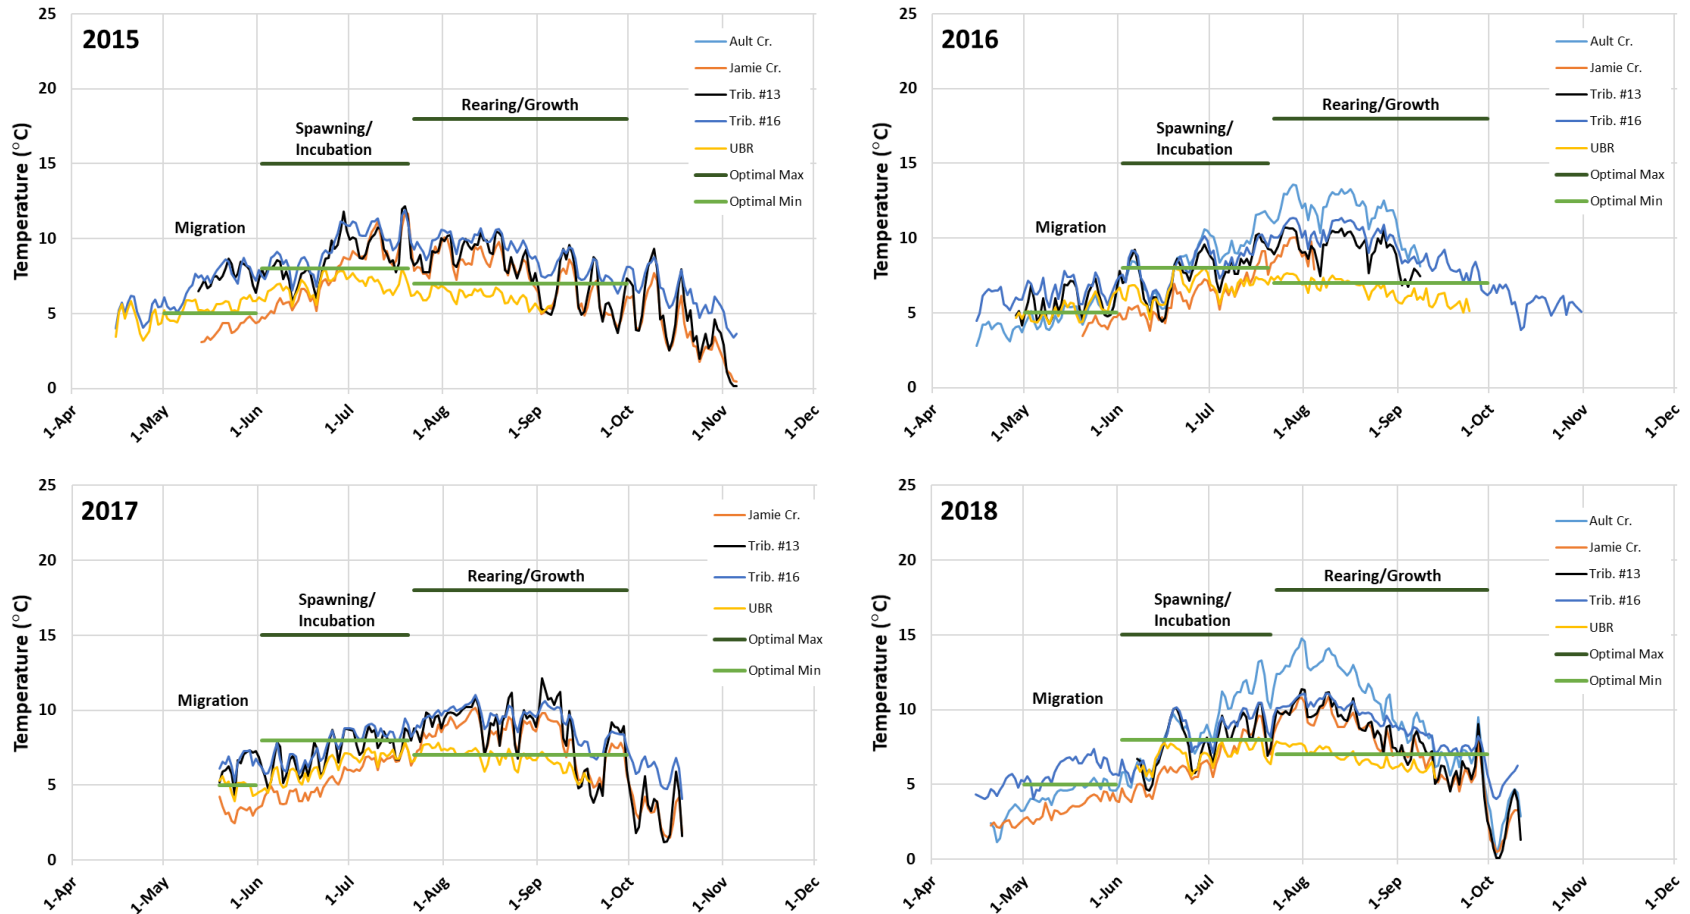 2015
Temperature (°C)
25
20
15
10
5
0
Migration
Spawning/
Incubation
Rearing/Growth
Ault Cr.
Jamie Cr.
Trib. #13
Trib. #16
UBR
Optimal Max
Optimal Min
1-Apr
1-May
1-Jun
1-Jul
1-Aug
1-Sep
1-Oct
1-Nov
1-Dec
2016
Temperature (°C)
25
20
15
10
5
0
Migration
Spawning/
Incubation
Rearing/Growth
Ault Cr.
Jamie Cr.
Trib. #13
Trib. #16
UBR
Optimal Max
Optimal Min
1-Apr
1-May
1-Jun
1-Jul
1-Aug
1-Sep
1-Oct
1-Nov
1-Dec
2017
Temperature (°C)
25
20
15
10
5
0
Migration
Spawning/
Incubation
Rearing/Growth
Jamie Cr.
Trib. #13
Trib. #16
UBR
Optimal Max
Optimal Min
1-Apr
1-May
1-Jun
1-Jul
1-Aug
1-Sep
1-Oct
1-Nov
1-Dec
2018
Temperature (°C)
25
20
15
10
5
0
Migration
Spawning/
Incubation
Rearing/Growth
Ault Cr.
Jamie Cr.
Trib. #13
Trib. #16
UBR
Optimal Max
Optimal Min
1-Apr
1-May
1-Jun
1-Jul
1-Aug
1-Sep
1-Oct
1-Nov
1-Dec